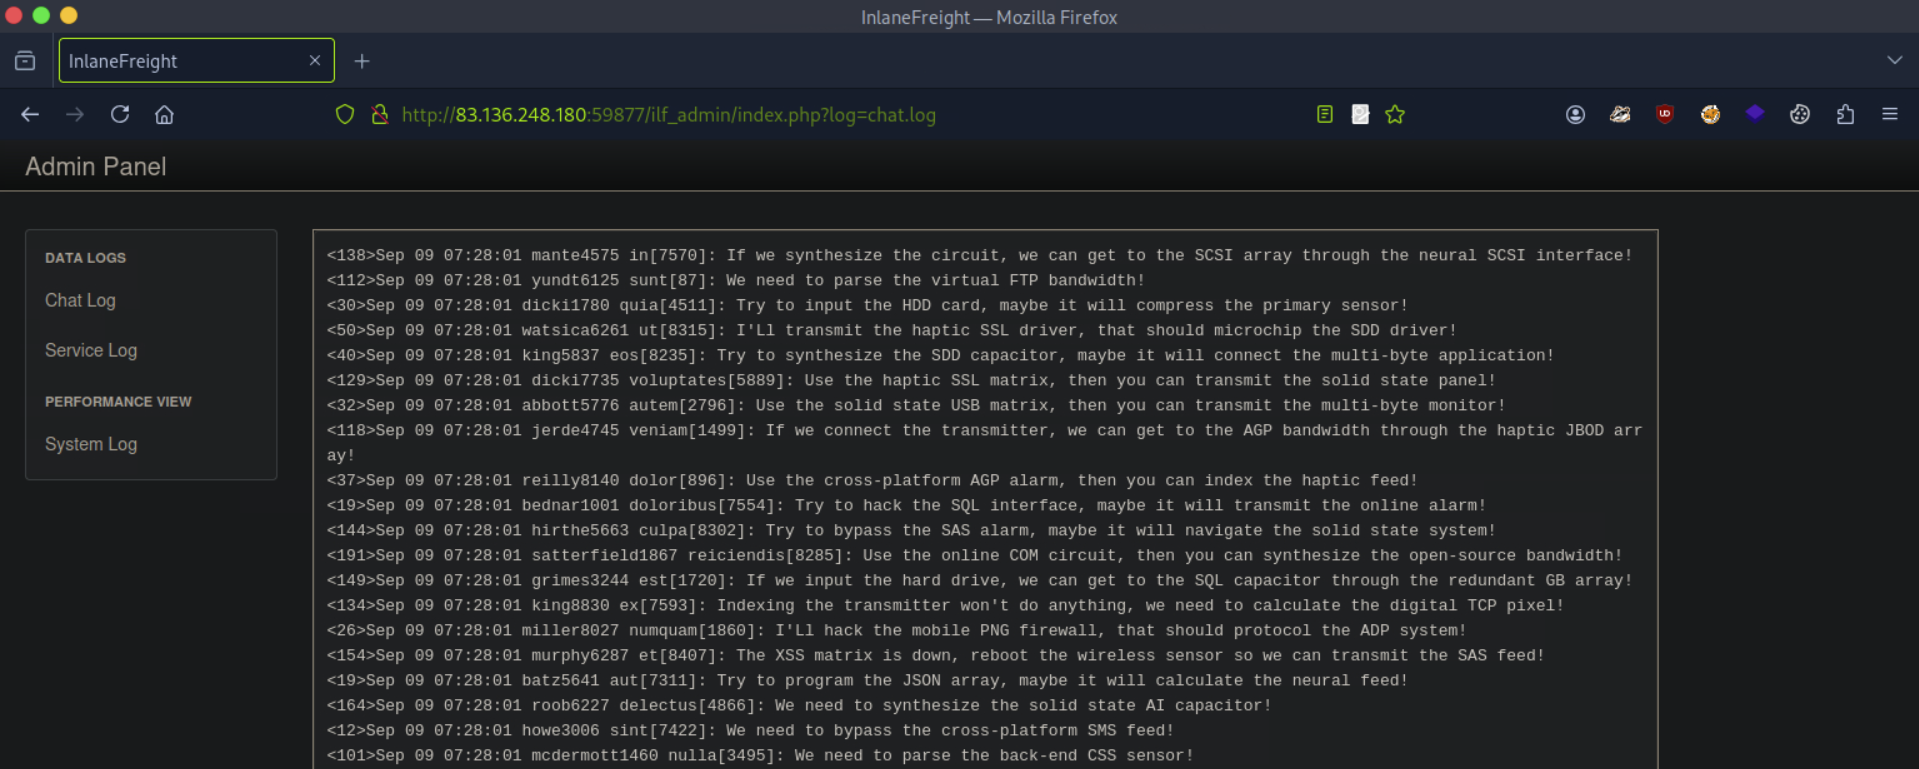 InlaneFreight — Mozilla Firefox
InlaneFreight
http://83.136.248.180:59877/ilf_admin/index.php?log=chat.log
Admin Panel
DATA LOGS
Chat Log
Service Log
PERFORMANCE VIEW
System Log
<138>Sep 09 07:28:01 mante4575 in[7570]: If we synthesize the circuit, we can get to the SCSI array through the neural SCSI interface!
<112>Sep 09 07:28:01 yundt6125 sunt[87]: We need to parse the virtual FTP bandwidth!
<30>Sep 09 07:28:01 dicki1780 quia[4511]: Try to input the HDD card, maybe it will compress the primary sensor!
<50>Sep 09 07:28:01 watsica6261 ut[8315]: I'Ll transmit the haptic SSL driver, that should microchip the SDD driver!
<40>Sep 09 07:28:01 king5837 eos[8235]: Try to synthesize the SDD capacitor, maybe it will connect the multi-byte application!
<129>Sep 09 07:28:01 dicki7735 voluptates[5889]: Use the haptic SSL matrix, then you can transmit the solid state panel!
<32>Sep 09 07:28:01 abbott5776 autem[2796]: Use the solid state USB matrix, then you can transmit the multi-byte monitor!
<118>Sep 09 07:28:01 jerde4745 veniam[1499]: If we connect the transmitter, we can get to the AGP bandwidth through the haptic JBOD arr
ay!
<37>Sep 09 07:28:01 reilly8140 dolor[896]: Use the cross-platform AGP alarm, then you can index the haptic feed!
<19>Sep 09 07:28:01 bednar1001 doloribus[7554]: Try to hack the SQL interface, maybe it will transmit the online alarm!
<144>Sep 09 07:28:01 hirthe5663 culpa[8302]: Try to bypass the SAS alarm, maybe it will navigate the solid state system!
<191>Sep 09 07:28:01 satterfield1867 reiciendis[8285]: Use the online COM circuit, then you can synthesize the open-source bandwidth!
<149>Sep 09 07:28:01 grimes3244 est[1720]: If we input the hard drive, we can get to the SQL capacitor through the redundant GB array!
<134>Sep 09 07:28:01 king8830 ex[7593]: Indexing the transmitter won't do anything, we need to calculate the digital TCP pixel!
<26>Sep 09 07:28:01 miller8027 numquam[1860]: I'Ll hack the mobile PNG firewall, that should protocol the ADP system!
<154>Sep 09 07:28:01 murphy6287 et[8407]: The XSS matrix is down, reboot the wireless sensor so we can transmit the SAS feed!
<19>Sep 09 07:28:01 batz5641 aut[7311]: Try to program the JSON array, maybe it will calculate the neural feed!
<164>Sep 09 07:28:01 roob6227 delectus[4866]: We need to synthesize the solid state AI capacitor!
<12>Sep 09 07:28:01 howe3006 sint[7422]: We need to bypass the cross-platform SMS feed!
<101>Sep 09 07:28:01 mcdermott1460 nulla[3495]: We need to parse the back-end CSS sensor!